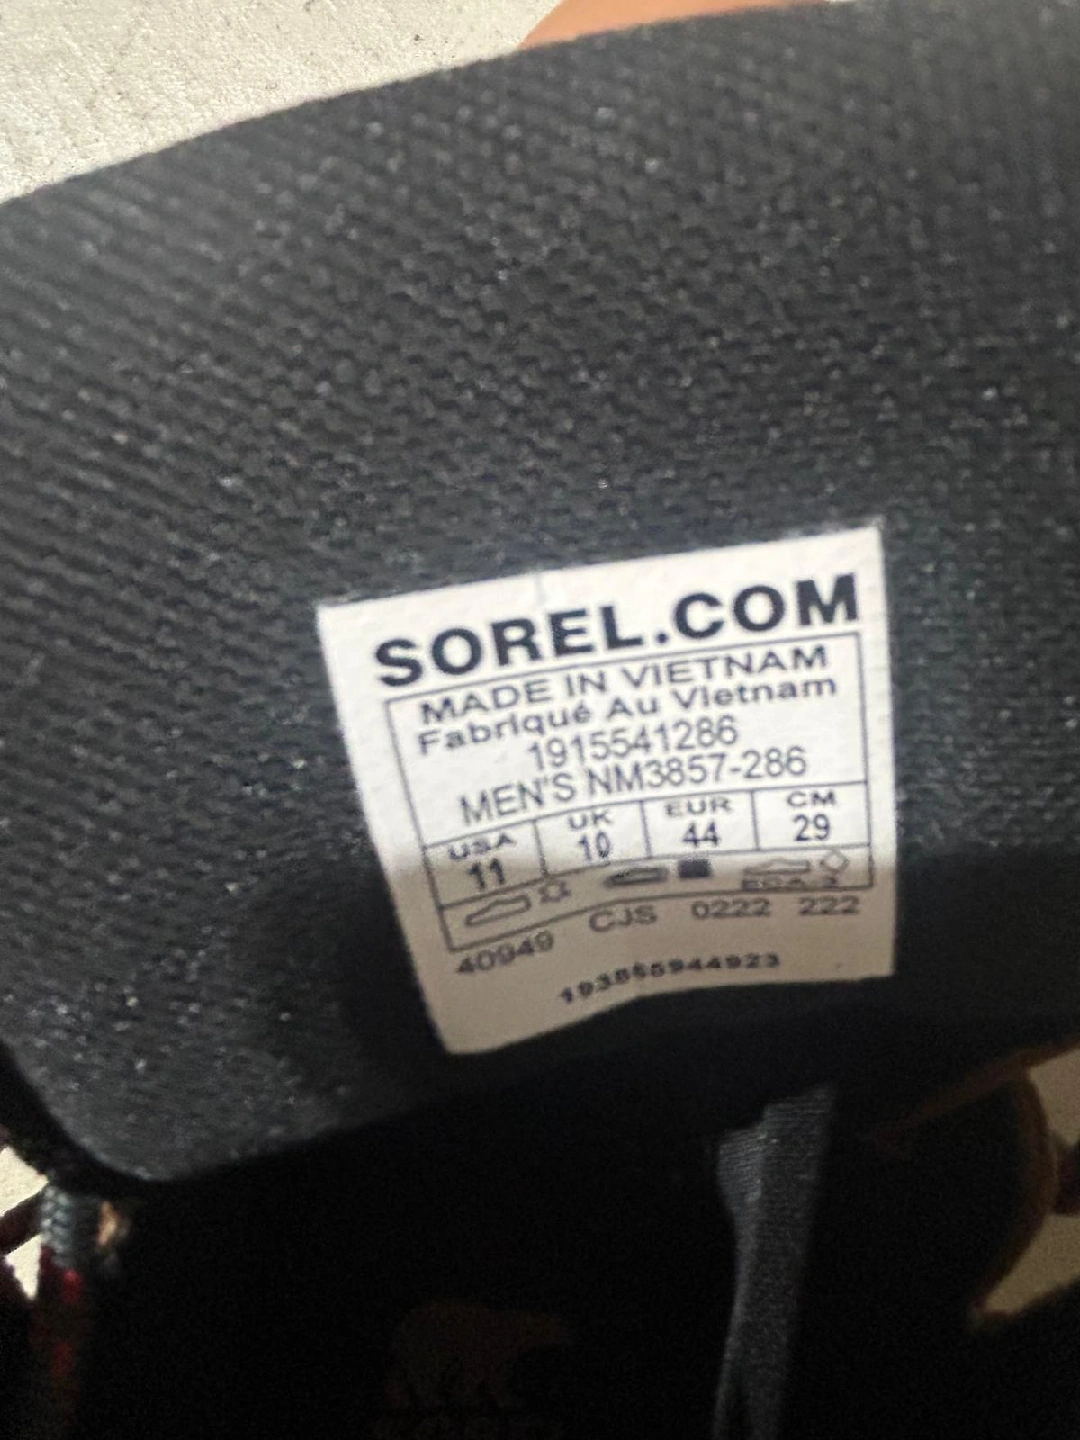 SOREL.COM
MADE IN VIETNAM
Fabriqué Au Vietnam
1915541286
MEN'S NM3857-286
USA UK EUR CM
11 10 44 29
40949 CJS 0222 222